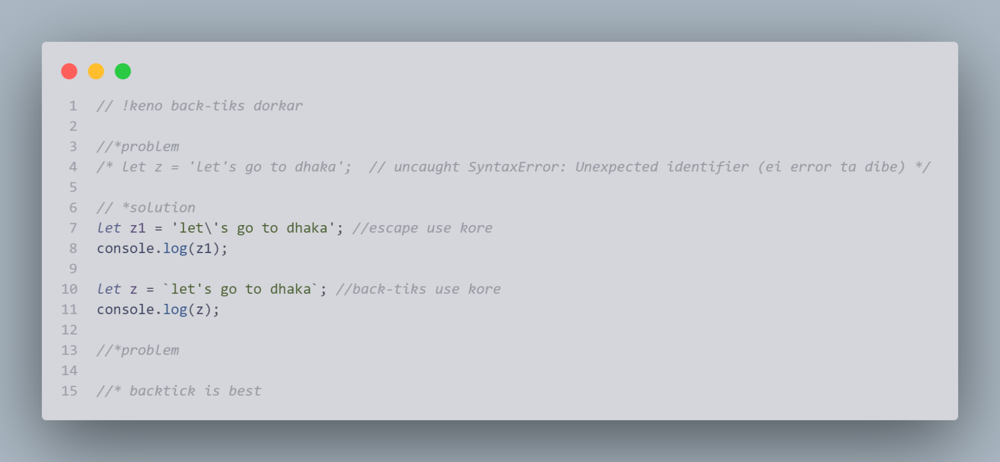 1 // !keno back-tiks dorkar
2
3 //*problem
4 /* let z = 'let's go to dhaka';  // uncaught SyntaxError: Unexpected identifier (ei error ta dibe) */
5
6 // *solution
7 let z1 = 'let\'s go to dhaka'; //escape use kore
8 console.log(z1);
9
10 let z = `let's go to dhaka`; //back-tiks use kore
11 console.log(z);
12
13 //*problem
14
15 //* backtick is best